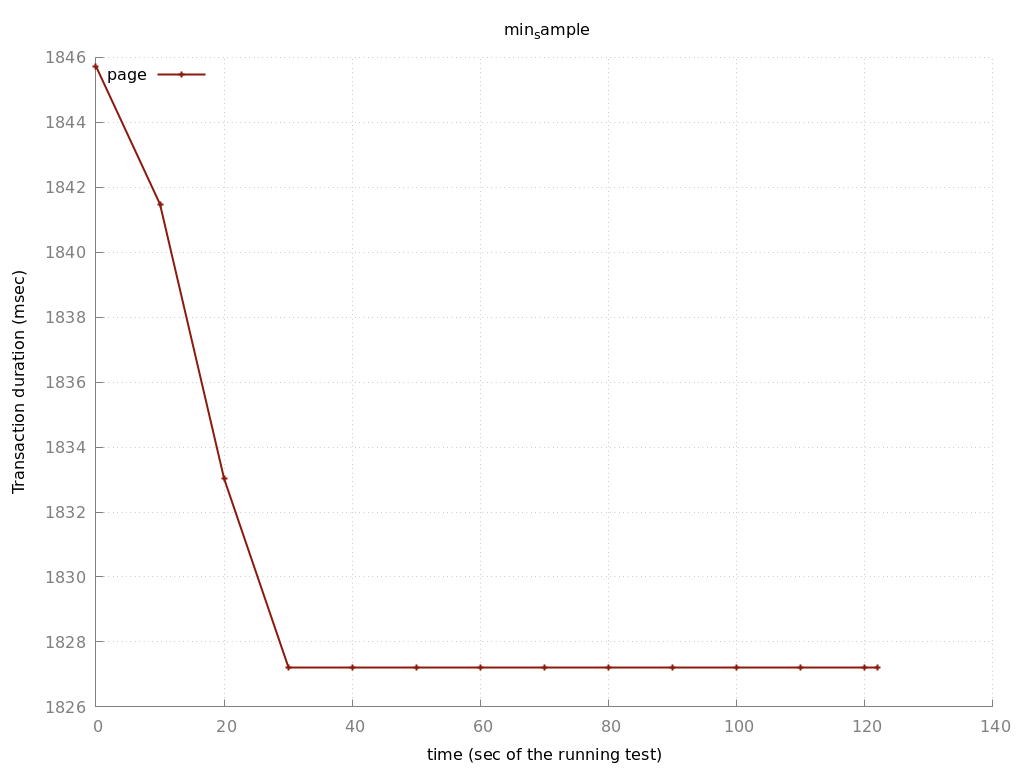 min_sample
page
1846
1844
1842
1840
1838
1836
1834
1832
1830
1828
1826
Transaction duration (msec)
0 20 40 60 80 100 120 140
time (sec of the running test)